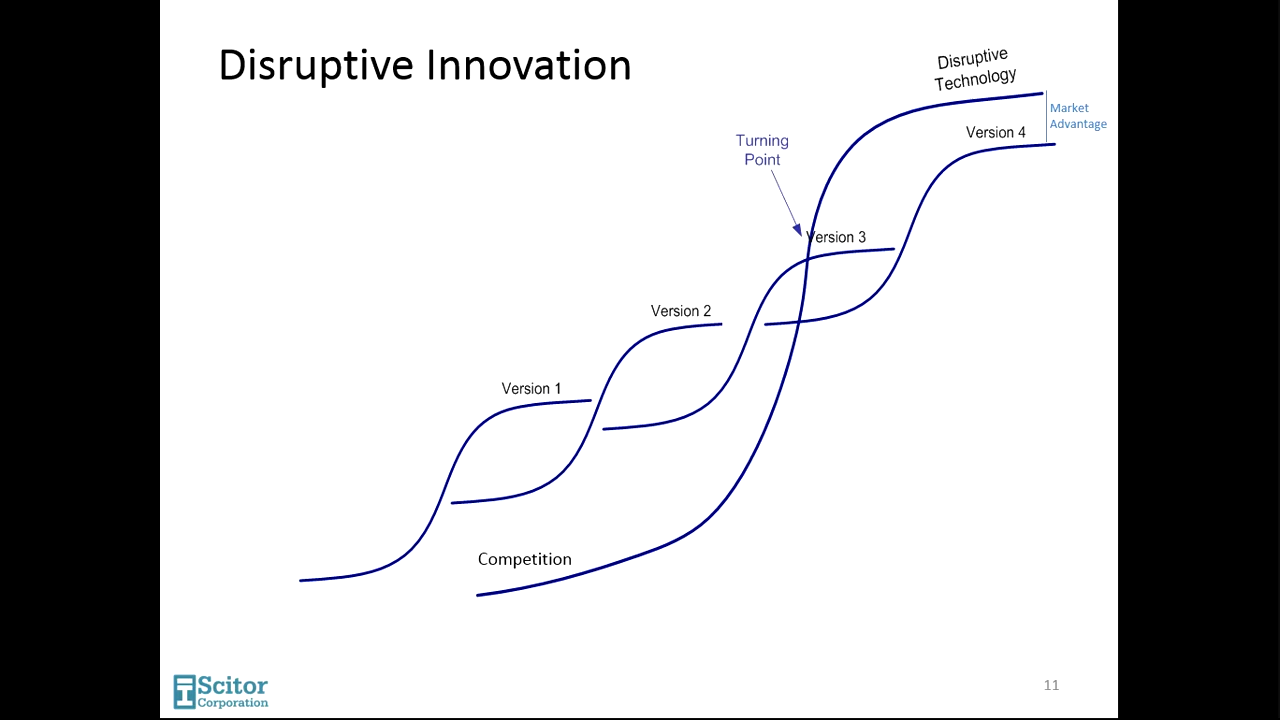 Disruptive Innovation
Disruptive
Technology
Market
Advantage
Version 4
Turning
Point
Version 3
Version 2
Version 1
Competition
Scitor
Corporation
11